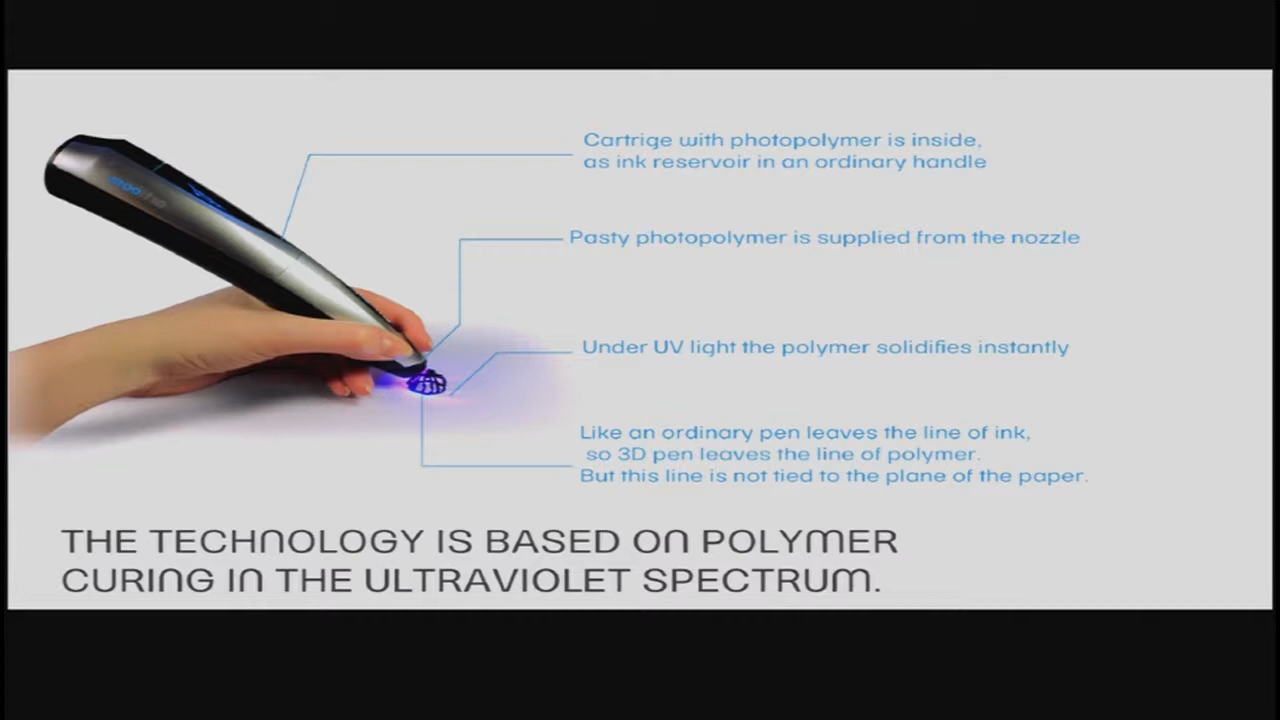 Cartrige with photopolymer is inside,
as ink reservoir in an ordinary handle
Pasty photopolymer is supplied from the nozzle
Under UV light the polymer solidifies instantly
Like an ordinary pen leaves the line of ink,
so 3D pen leaves the line of polymer.
But this line is not tied to the plane of the paper.
THE TECHNOLOGY IS BASED ON POLYMER
CURING IN THE ULTRAVIOLET SPECTRUM.